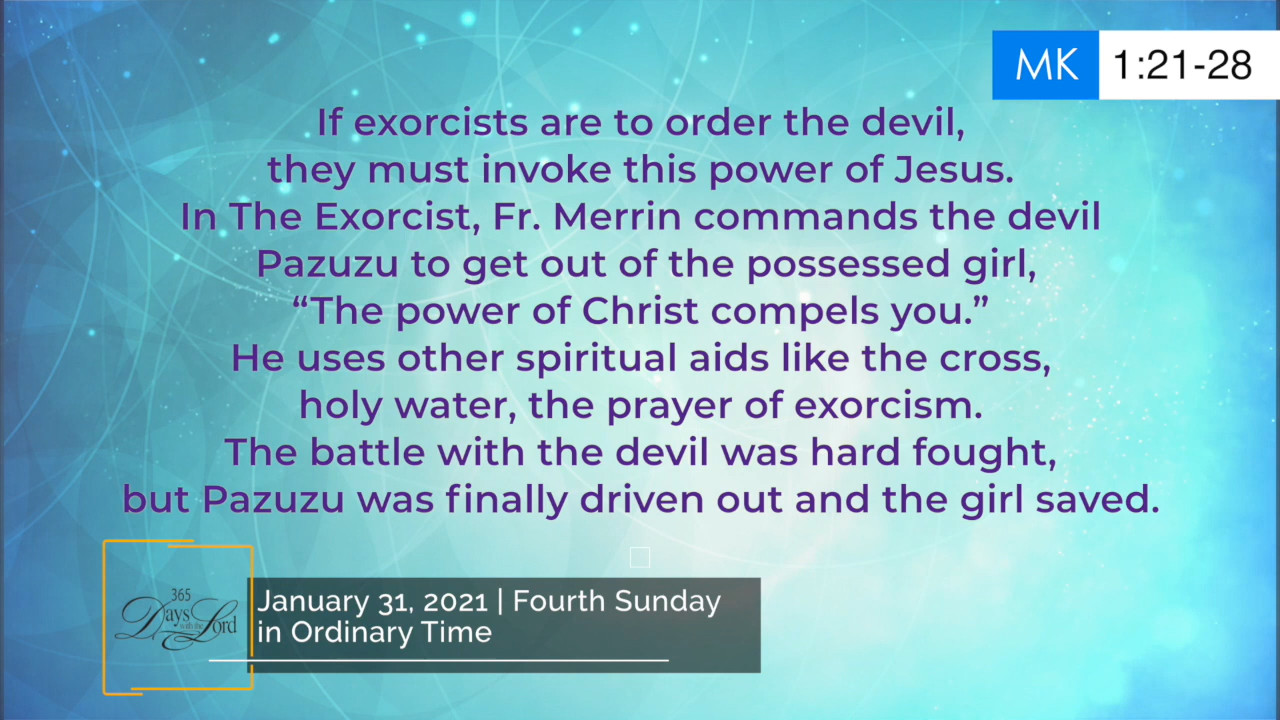 MK 1:21-28
If exorcists are to order the devil,
they must invoke this power of Jesus.
In The Exorcist, Fr. Merrin commands the devil
Pazuzu to get out of the possessed girl,
“The power of Christ compels you.”
He uses other spiritual aids like the cross,
holy water, the prayer of exorcism.
The battle with the devil was hard fought,
but Pazuzu was finally driven out and the girl saved.
365
Days with the Lord
January 31, 2021 | Fourth Sunday
in Ordinary Time